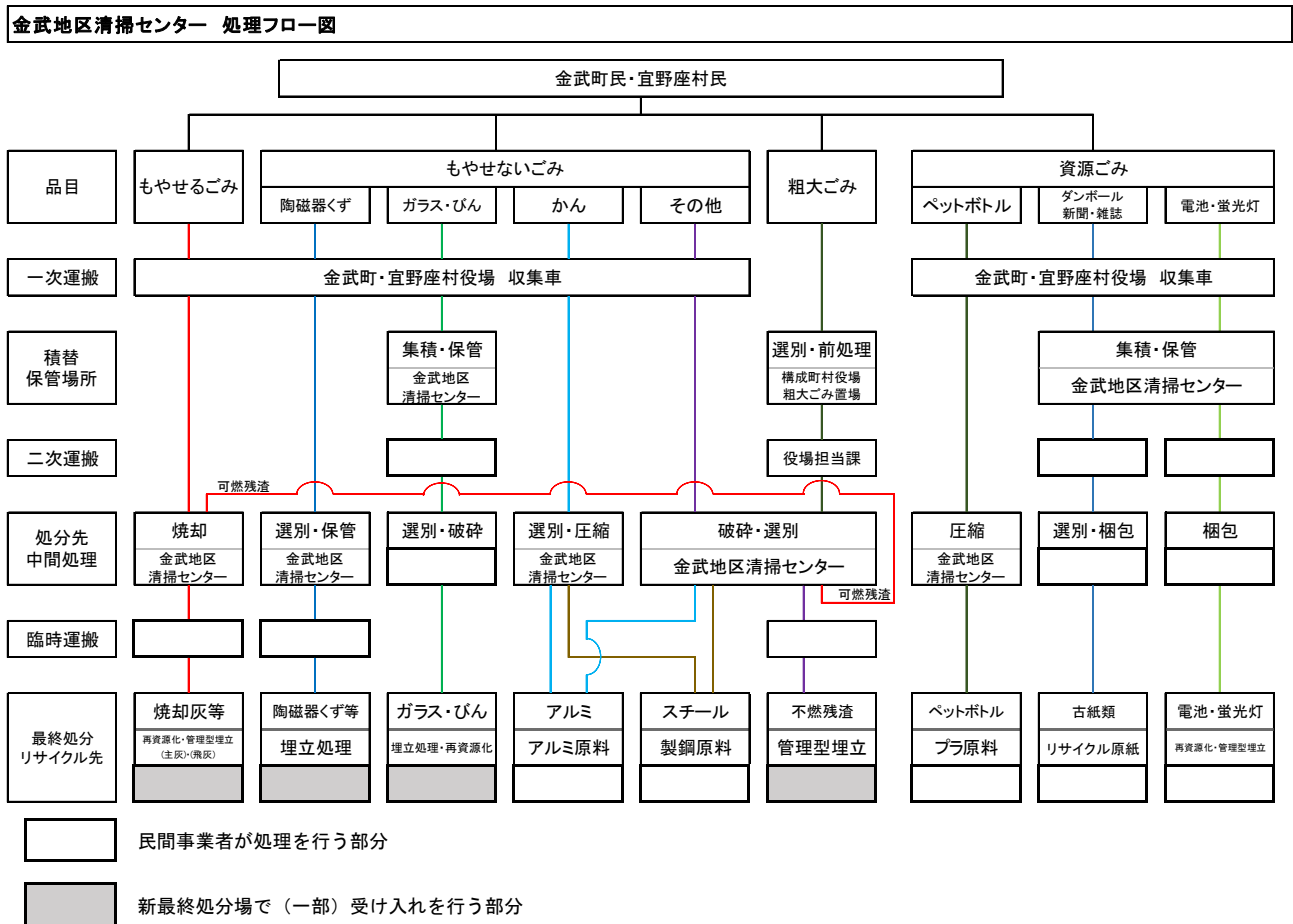 金武地区清掃センター 処理フロー図
金武町民・宜野座村民
品目
もやせるごみ
もやせないごみ
陶磁器くず
ガラス・びん
かん
その他
粗大ごみ
資源ごみ
ペットボトル
ダンボール
新聞・雑誌
電池・蛍光灯
一次運搬
金武町・宜野座村役場 収集車
金武町・宜野座村役場 収集車
積替
保管場所
集積・保管
金武地区
清掃センター
選別・前処理
構成町村役場
粗大ごみ置場
集積・保管
金武地区清掃センター
二次運搬
役場担当課
可燃残渣
処分先
中間処理
焼却
金武地区
清掃センター
選別・保管
金武地区
清掃センター
選別・破砕
選別・圧縮
金武地区
清掃センター
破砕・選別
金武地区清掃センター
圧縮
金武地区
清掃センター
選別・梱包
梱包
可燃残渣
臨時運搬
最終処分
リサイクル先
焼却灰等
再資源化・管理型埋立
(主灰)・(飛灰)
陶磁器くず等
埋立処理
ガラス・びん
埋立処理・再資源化
アルミ
アルミ原料
スチール
製鋼原料
不燃残渣
管理型埋立
ペットボトル
プラ原料
古紙類
リサイクル原紙
電池・蛍光灯
再資源化・管理型埋立
民間事業者が処理を行う部分
新最終処分場で（一部）受け入れを行う部分